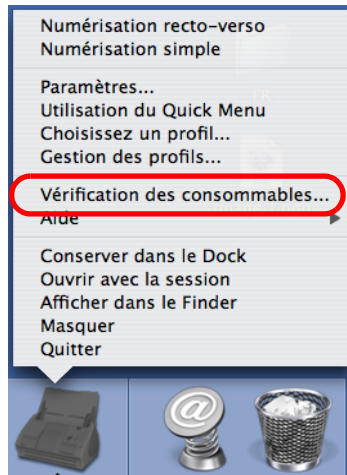 Numérisation recto-verso
Numérisation simple
Paramètres...
Utilisation du Quick Menu
Choisissez un profil...
Gestion des profils...
Vérification des consommables...
Aide
Conserver dans le Dock
Ouvrir avec la session
Afficher dans le Finder
Masquer
Quitter
@